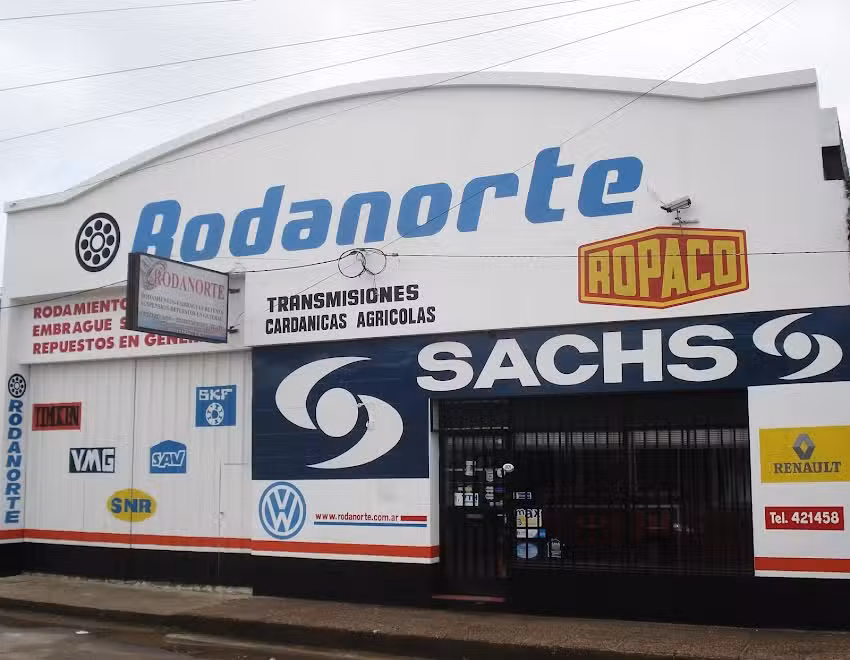 Rodanorte
ROPACO
TRANSMISIONES
CARDANICAS AGRICOLAS
RODANORTE
RODAMIENTO
EMBRAGUE S
REPUESTOS EN GENE
SACHS
RODANORTE
TIMKEN
SKF
VMG
SAV
SNR
www.rodanorte.com.ar
RENAULT
Tel. 421458